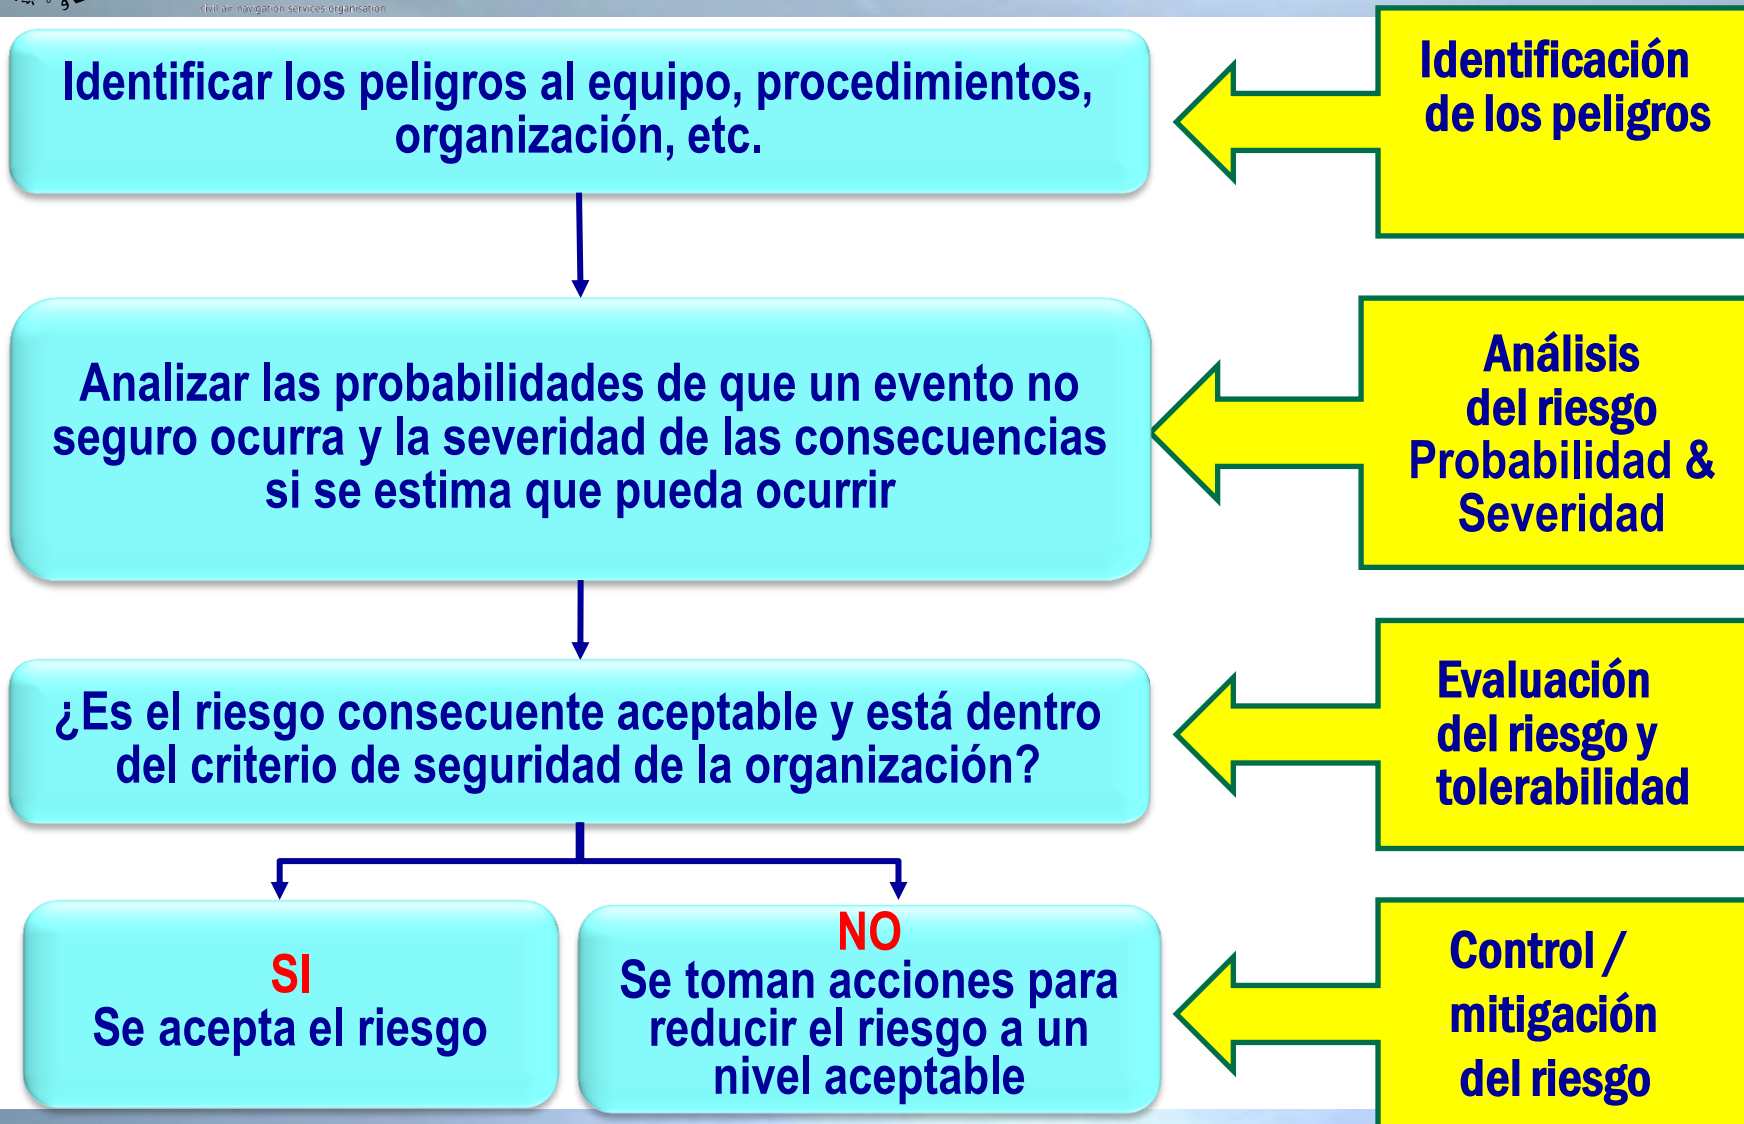 civil air navigation services organisation
Identificar los peligros al equipo, procedimientos,
organización, etc.
Identificación
de los peligros
Analizar las probabilidades de que un evento no
seguro ocurra y la severidad de las consecuencias
si se estima que pueda ocurrir
Análisis
del riesgo
Probabilidad &
Severidad
¿Es el riesgo consecuente aceptable y está dentro
del criterio de seguridad de la organización?
Evaluación
del riesgo y
tolerabilidad
SI
Se acepta el riesgo
NO
Se toman acciones para
reducir el riesgo a un
nivel aceptable
Control /
mitigación
del riesgo